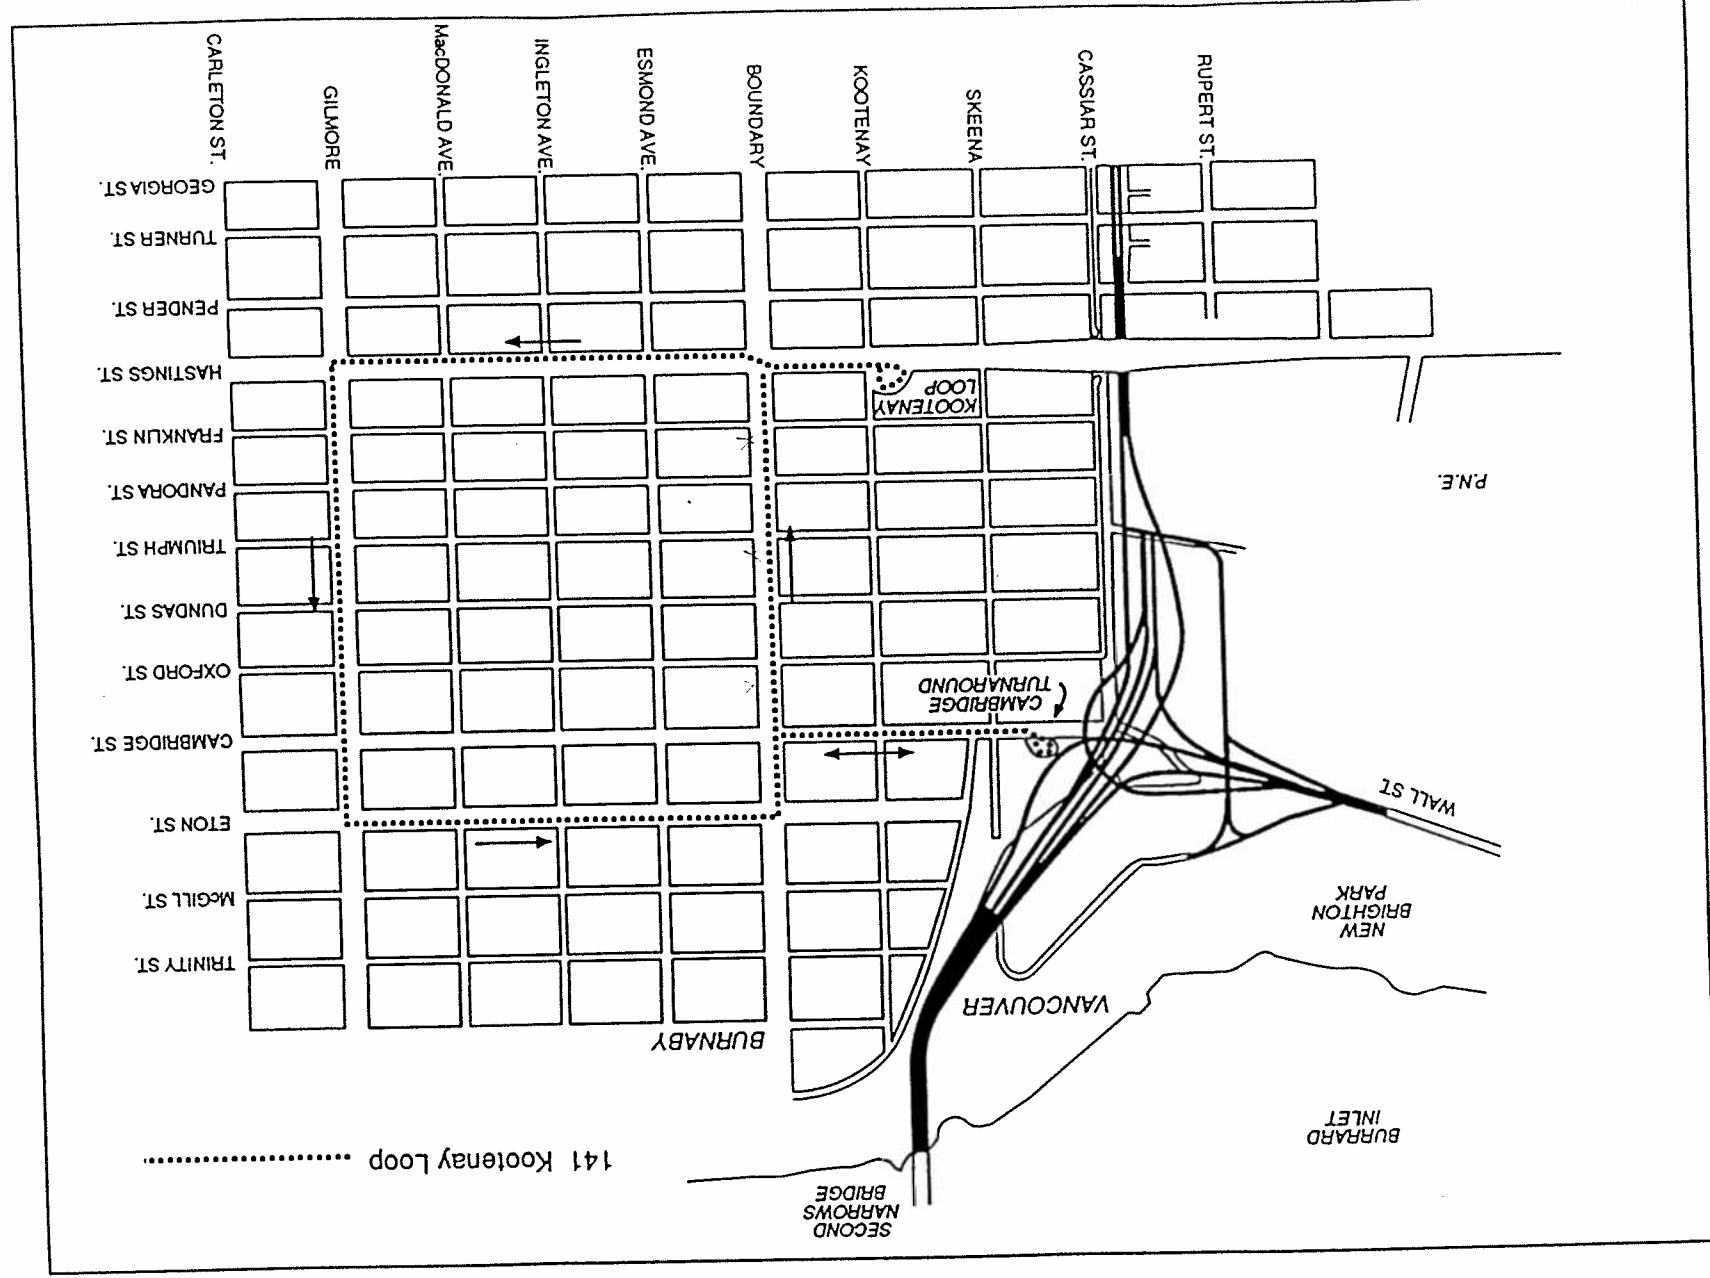 SECOND
NARROWS
BRIDGE
141 Kootenay Loop
BURRARD
INLET
BURNABY
VANCOUVER
NEW
BRIGHTON
PARK
WALL ST.
TRINITY ST.
McGILL ST.
ETON ST.
CAMBRIDGE ST.
CAMBRIDGE
TURNAROUND
OXFORD ST.
DUNDAS ST.
TRIUMPH ST.
PANDORA ST.
P.N.E.
FRANKLIN ST.
KOOTENAY
LOOP
HASTINGS ST.
PENDER ST.
TURNER ST.
GEORGIA ST.
RUPERT ST.
CASSIAR ST.
SKEENA
KOOTENAY
BOUNDARY
ESMOND AVE.
INGLETON AVE.
MacDONALD AVE.
GILMORE
CARLETON ST.